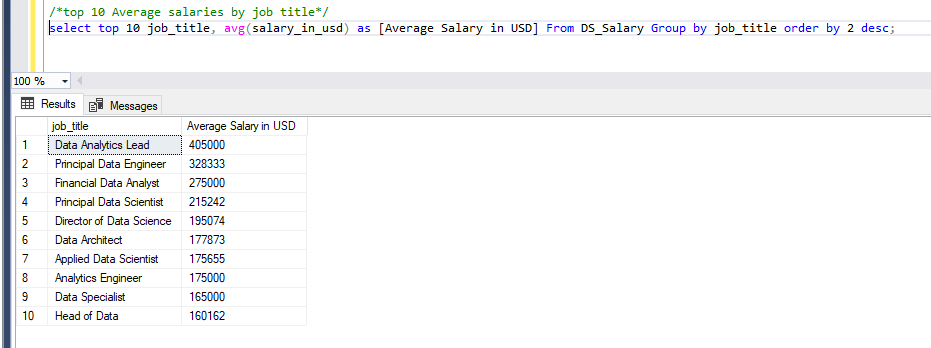 /*top 10 Average salaries by job title*/
select top 10 job_title, avg(salary_in_usd) as [Average Salary in USD] From DS_Salary Group by job_title order by 2 desc;
100 %
Results Messages
job_title Average Salary in USD
1 Data Analytics Lead 405000
2 Principal Data Engineer 328333
3 Financial Data Analyst 275000
4 Principal Data Scientist 215242
5 Director of Data Science 195074
6 Data Architect 177873
7 Applied Data Scientist 175655
8 Analytics Engineer 175000
9 Data Specialist 165000
10 Head of Data 160162